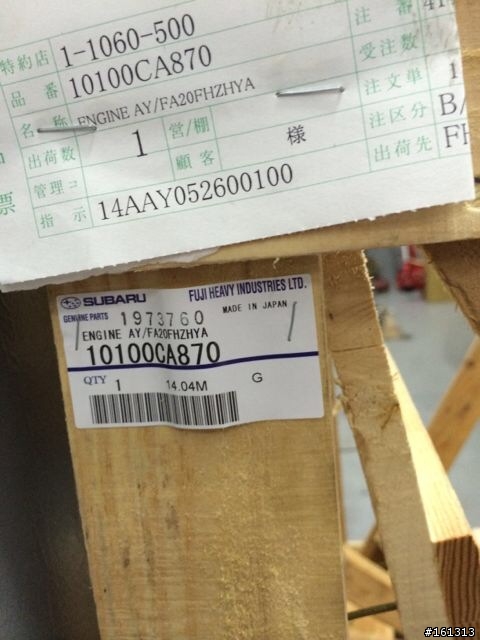 特約店 1-1060-500 注 番 41
品 番 10100CA870 受注数
名 称 ENGINE AY/FA20FHZHYA 注文単 1
出荷数 1 営/棚 様 注区分 B/
管理コ 顧 客 出荷先 FH
指 示 14AAY052600100
票
SUBARU FUJI HEAVY INDUSTRIES LTD.
GENUINE PARTS 1973760 MADE IN JAPAN
ENGINE AY/FA20FHZHYA
10100CA870
QTY 1 14.04M G
#161313